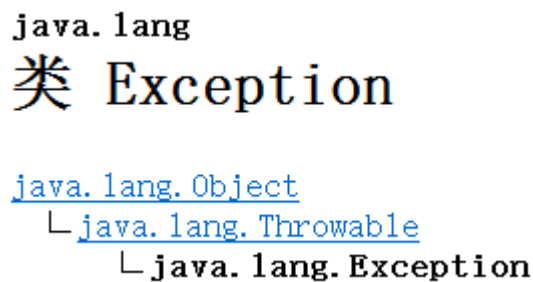 java.lang
类 Exception
java.lang.Object
java.lang.Throwable
java.lang.Exception